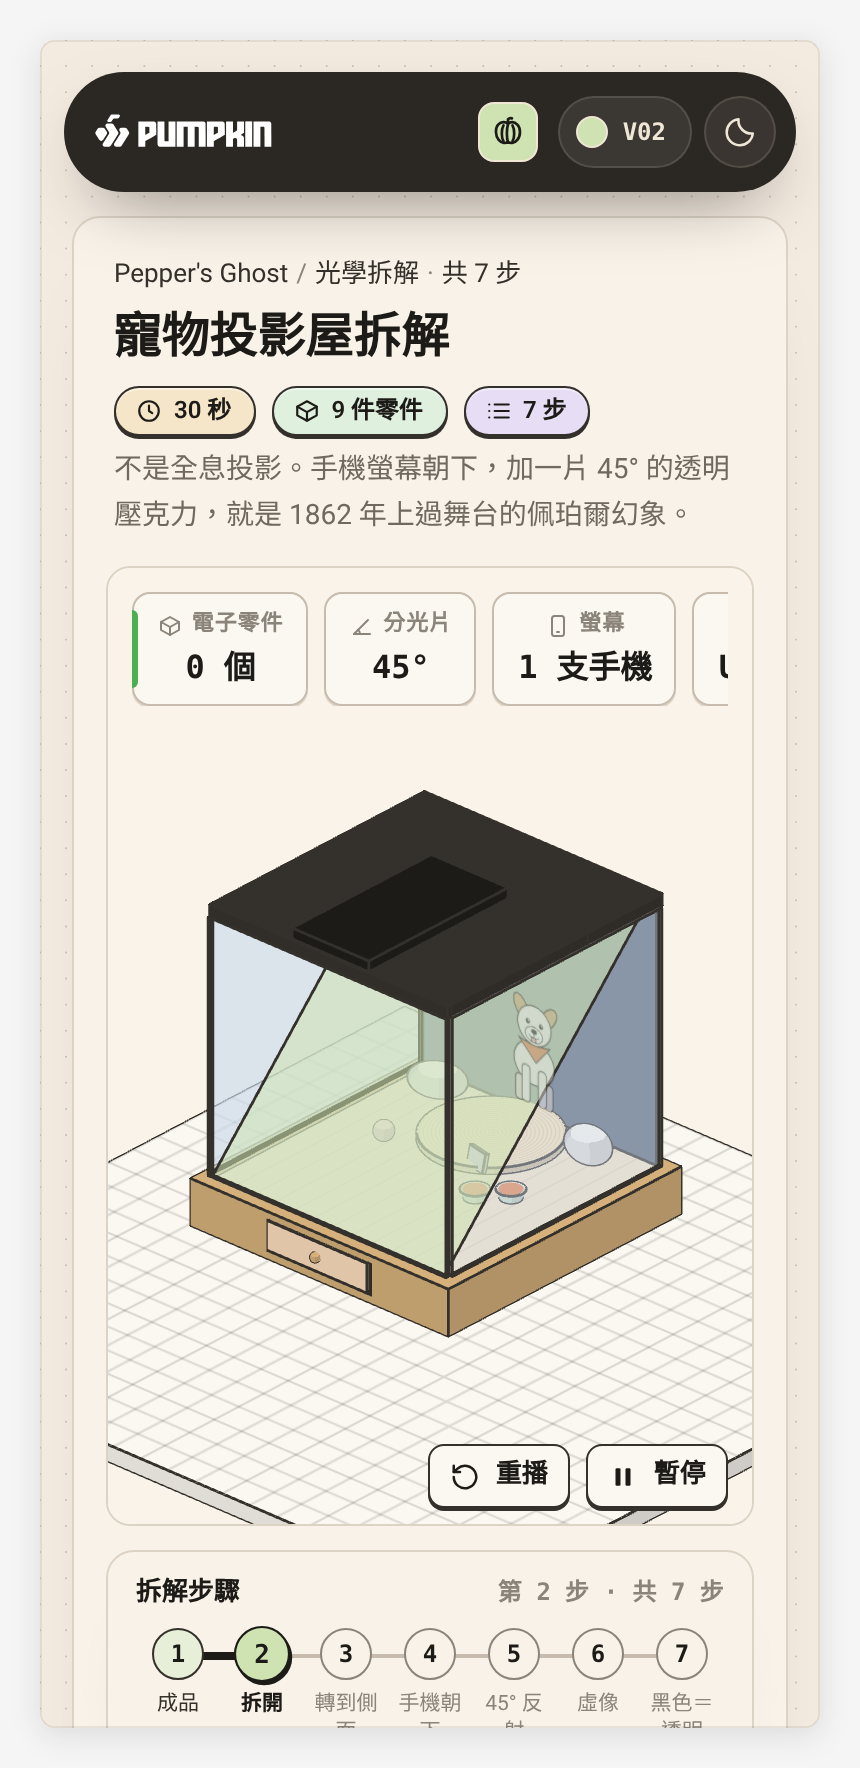 PUMPKIN
V02
Pepper's Ghost / 光學拆解 · 共 7 步
寵物投影屋拆解
30 秒
9 件零件
7 步
不是全息投影。手機螢幕朝下，加一片 45° 的透明
壓克力，就是 1862 年上過舞台的佩珀爾幻象。
電子零件
0 個
分光片
45°
螢幕
1 支手機
重播
暫停
拆解步驟
第 2 步 · 共 7 步
1 2 3 4 5 6 7
成品
拆開
轉到側面
手機朝下
45° 反射
虛像
黑色＝透明